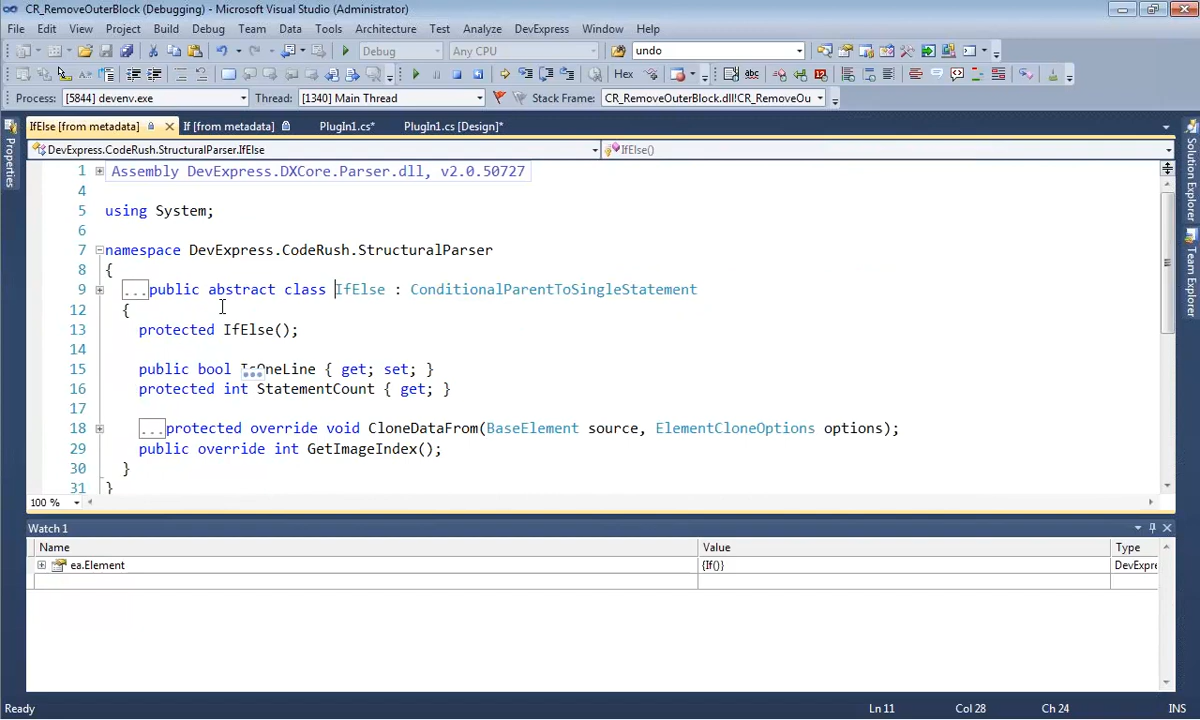 CR_RemoveOuterBlock (Debugging) - Microsoft Visual Studio (Administrator)
File Edit View Project Build Debug Team Data Tools Architecture Test Analyze DevExpress Window Help
Debug Any CPU undo
Hex
Process: [5844] devenv.exe Thread: [1340] Main Thread Stack Frame: CR_RemoveOuterBlock.dll!CR_RemoveOu
IfElse [from metadata] If [from metadata] PlugIn1.cs* PlugIn1.cs [Design]*
DevExpress.CodeRush.StructuralParser.IfElse IfElse()
1 Assembly DevExpress.DXCore.Parser.dll, v2.0.50727
4
5 using System;
6
7 namespace DevExpress.CodeRush.StructuralParser
8 {
9 ...public abstract class IfElse : ConditionalParentToSingleStatement
12 {
13 protected IfElse();
14
15 public bool IsOneLine { get; set; }
16 protected int StatementCount { get; }
17
18 ...protected override void CloneDataFrom(BaseElement source, ElementCloneOptions options);
29 public override int GetImageIndex();
30 }
31 }
100 %
Watch 1
Name Value Type
ea.Element {If()} DevExpre
Ready Ln 11 Col 28 Ch 24 INS
Properties
Solution Explorer
Team Explorer